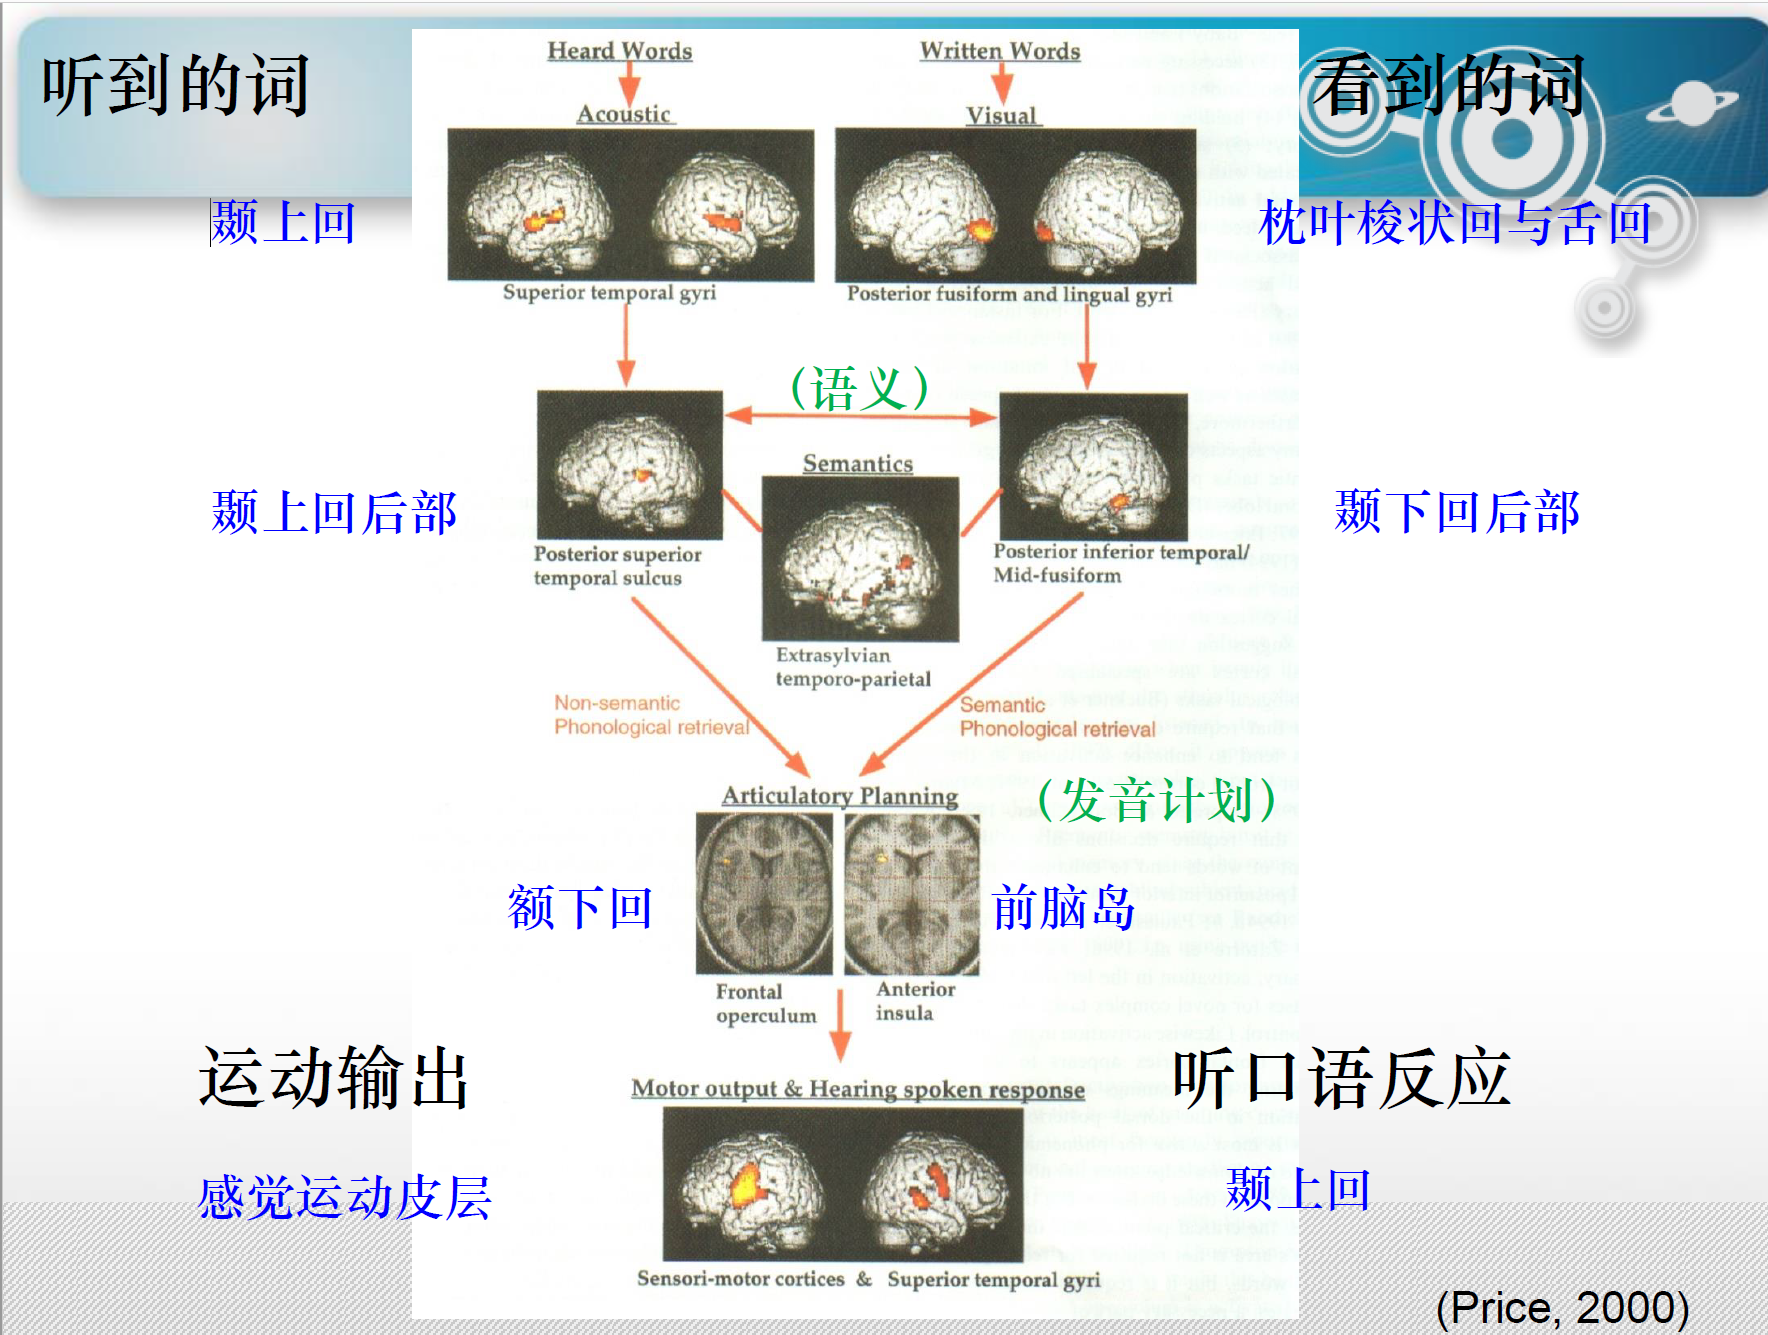 听到的词
Heard Words
Written Words
看到的词
Acoustic
Visual
颞上回
枕叶梭状回与舌回
Superior temporal gyri
Posterior fusiform and lingual gyri
(语义)
Semantics
颞上回后部
颞下回后部
Posterior superior
temporal sulcus
Posterior inferior temporal/
Mid-fusiform
Extrasylvian
temporo-parietal
Non-semantic
Phonological retrieval
Semantic
Phonological retrieval
Articulatory Planning
(发音计划)
额下回
前脑岛
Frontal
operculum
Anterior
insula
运动输出
Motor output & Hearing spoken response
听口语反应
感觉运动皮层
颞上回
Sensori-motor cortices & Superior temporal gyri
(Price, 2000)